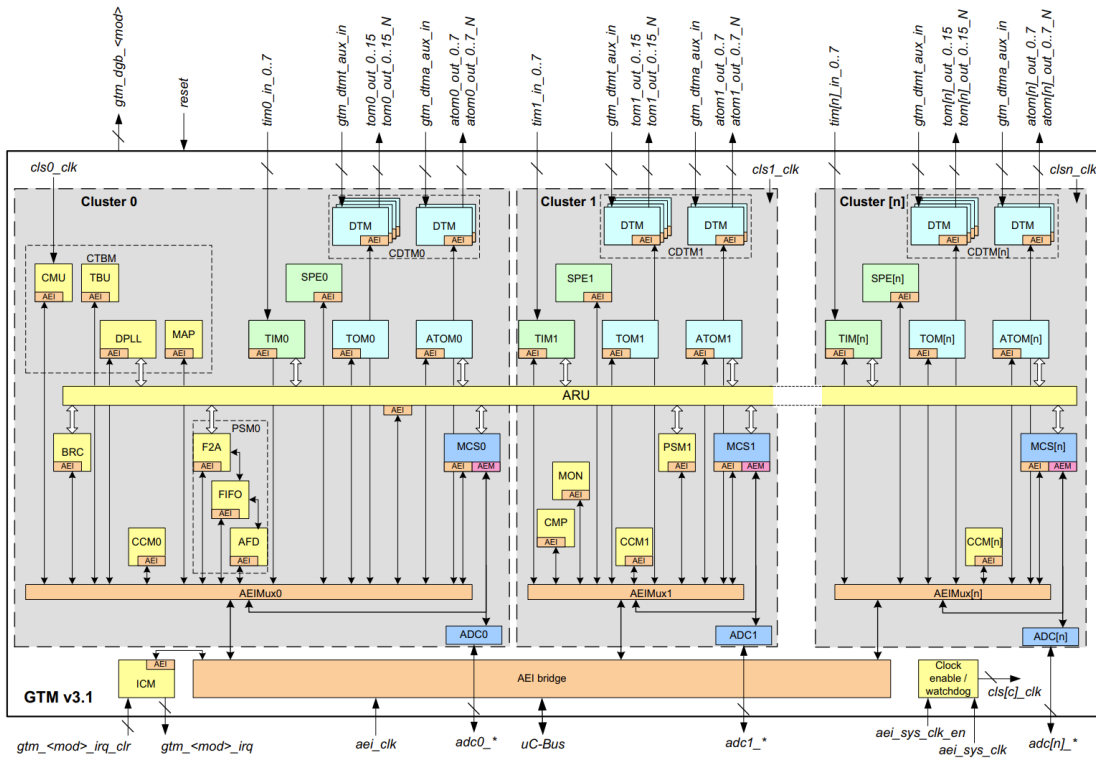 gtm_dgb_<mod>
reset
tim0_in_0..7
gtm_dtmt_aux_in
tom0_out_0..15
tom0_out_0..15_N
gtm_dtma_aux_in
atom0_out_0..7
atom0_out_0..7_N
tim1_in_0..7
gtm_dtmt_aux_in
tom1_out_0..15
tom1_out_0..15_N
gtm_dtma_aux_in
atom1_out_0..7
atom1_out_0..7_N
tim[n]_in_0..7
gtm_dtmt_aux_in
tom[n]_out_0..15
tom[n]_out_0..15_N
gtm_dtma_aux_in
atom[n]_out_0..7
atom[n]_out_0..7_N
cls0_clk
cls1_clk
clsn_clk
Cluster 0
DTM
AEI
DTM
AEI
CDTM0
CTBM
CMU
AEI
TBU
AEI
SPE0
AEI
DPLL
AEI
MAP
AEI
TIM0
AEI
TOM0
AEI
ATOM0
AEI
Cluster 1
DTM
AEI
DTM
AEI
CDTM1
SPE1
AEI
TIM1
AEI
TOM1
AEI
ATOM1
AEI
Cluster [n]
DTM
AEI
DTM
AEI
CDTM[n]
SPE[n]
AEI
TIM[n]
AEI
TOM[n]
AEI
ATOM[n]
AEI
ARU
AEI
BRC
AEI
PSM0
F2A
AEI
FIFO
AEI
AFD
AEI
CCM0
AEI
MCS0
AEI
AEM
AEIMux0
ADC0
PSM1
AEI
MCS1
AEI
AEM
MON
AEI
CMP
AEI
CCM1
AEI
AEIMux1
ADC1
MCS[n]
AEI
AEM
CCM[n]
AEI
AEIMux[n]
ADC[n]
AEI
ICM
AEI bridge
Clock
enable /
watchdog
cls[c]_clk
GTM v3.1
gtm_<mod>_irq_clr
gtm_<mod>_irq
aei_clk
adc0_*
uC-Bus
adc1_*
aei_sys_clk_en
aei_sys_clk
adc[n]_*